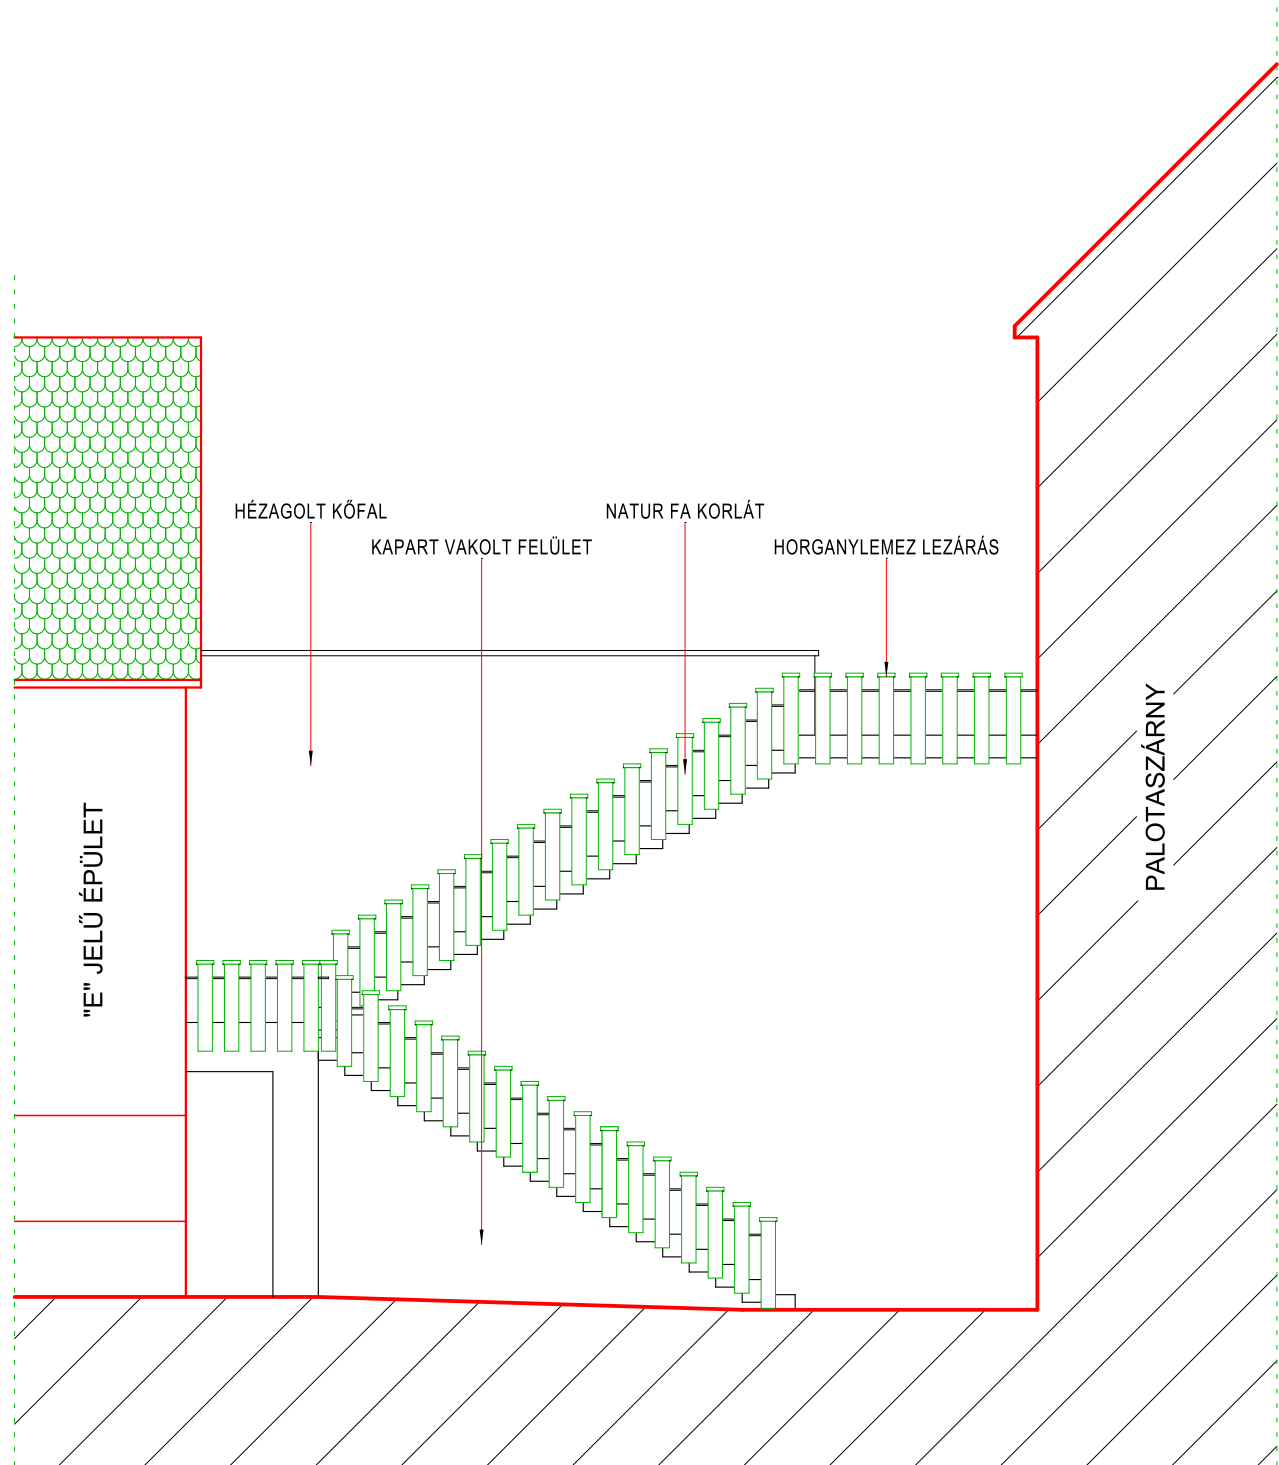 HÉZAGOLT KŐFAL
NATUR FA KORLÁT
KAPART VAKOLT FELÜLET
HORGANYLEMEZ LEZÁRÁS
"E" JELŰ ÉPÜLET
PALOTASZÁRNY